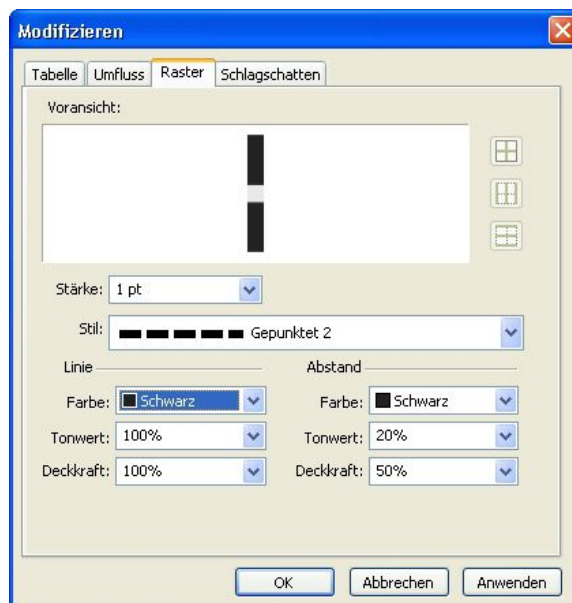 Modifizieren
Tabelle Umfluss Raster Schlagschatten
Voransicht:
Stärke: 1 pt
Stil: Gepunktet 2
Linie Abstand
Farbe: Schwarz Farbe: Schwarz
Tonwert: 100% Tonwert: 20%
Deckkraft: 100% Deckkraft: 50%
OK Abbrechen Anwenden